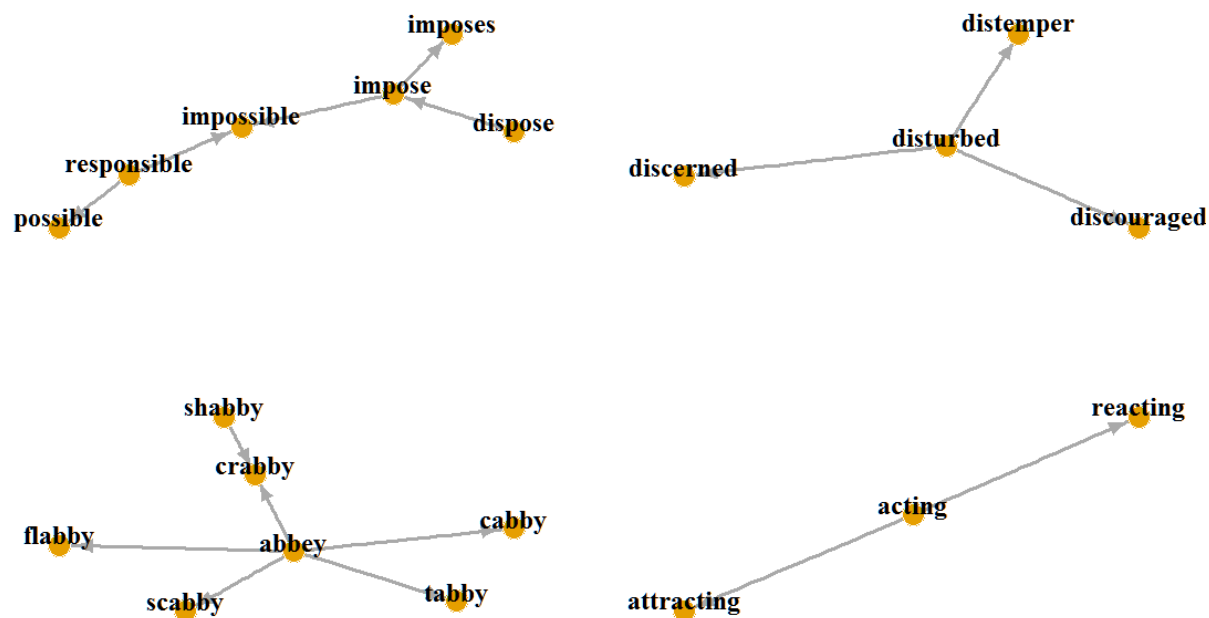 imposes
impose
impossible
dispose
responsible
possible
distemper
disturbed
discerned
discouraged
shabby
crabby
flabby
abbey
cabby
scabby
tabby
reacting
acting
attracting